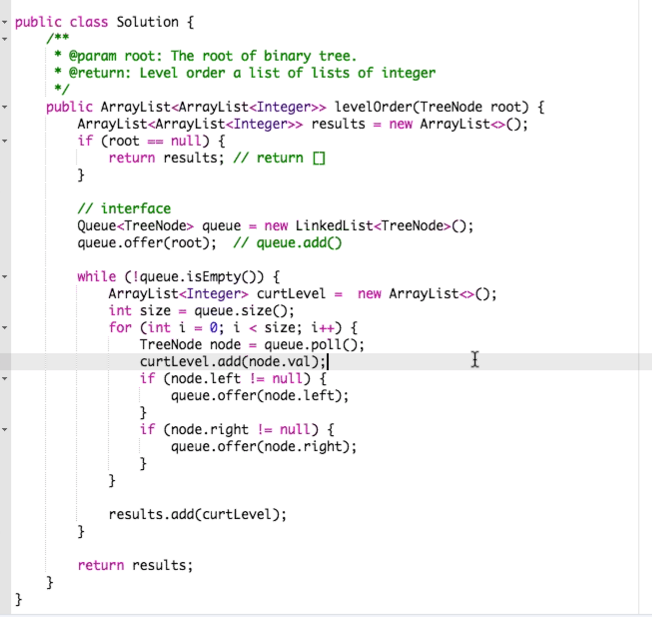 public class Solution {
    /**
     * @param root: The root of binary tree.
     * @return: Level order a list of lists of integer
     */
    public ArrayList<ArrayList<Integer>> levelOrder(TreeNode root) {
        ArrayList<ArrayList<Integer>> results = new ArrayList<>();
        if (root == null) {
            return results; // return []
        }
        // interface
        Queue<TreeNode> queue = new LinkedList<TreeNode>();
        queue.offer(root);  // queue.add()
        while (!queue.isEmpty()) {
            ArrayList<Integer> curtLevel =  new ArrayList<>();
            int size = queue.size();
            for (int i = 0; i < size; i++) {
                TreeNode node = queue.poll();
                curtLevel.add(node.val);
                if (node.left != null) {
                    queue.offer(node.left);
                }
                if (node.right != null) {
                    queue.offer(node.right);
                }
            }
            results.add(curtLevel);
        }
        return results;
    }
}